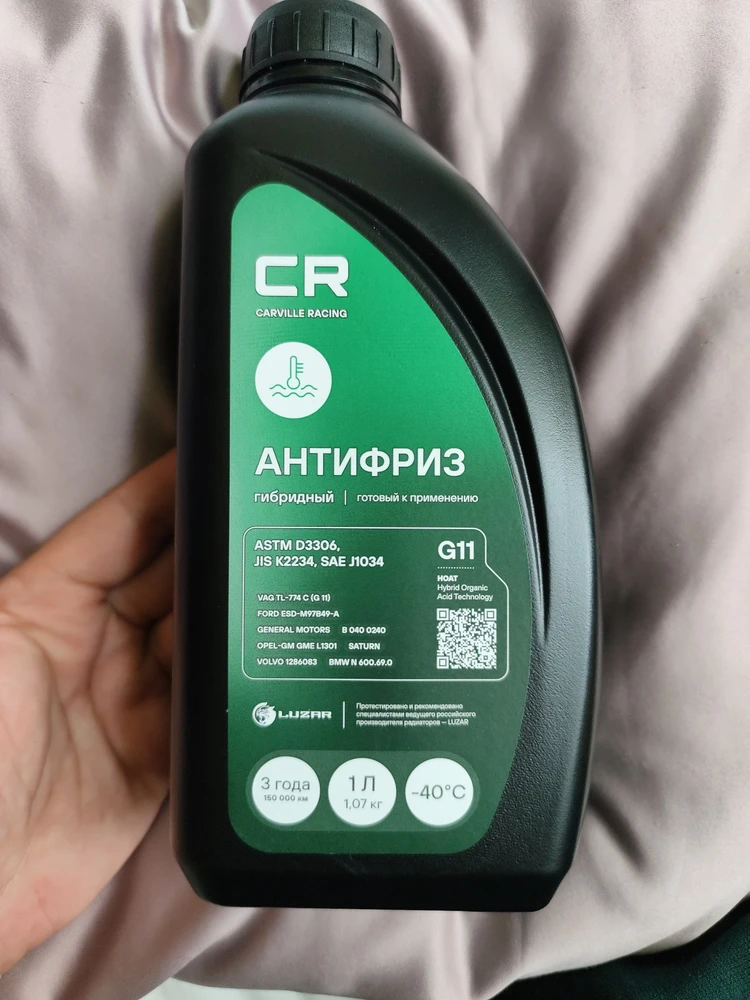 CR
CARVILLE RACING
АНТИФРИЗ
гибридный | готовый к применению
ASTM D3306,
JIS K2234, SAE J1034
G11
HOAT
Hybrid Organic
Acid Technology
VAG TL-774 C (G 11)
FORD ESD-M97B49-A
GENERAL MOTORS B 040 0240
OPEL-GM GME L1301 SATURN
VOLVO 1286083 BMW N 600.69.0
LUZAR
Протестировано и рекомендовано
специалистами ведущего российского
производителя радиаторов — LUZAR
3 года
150 000 км
1 Л
1,07 кг
-40°C